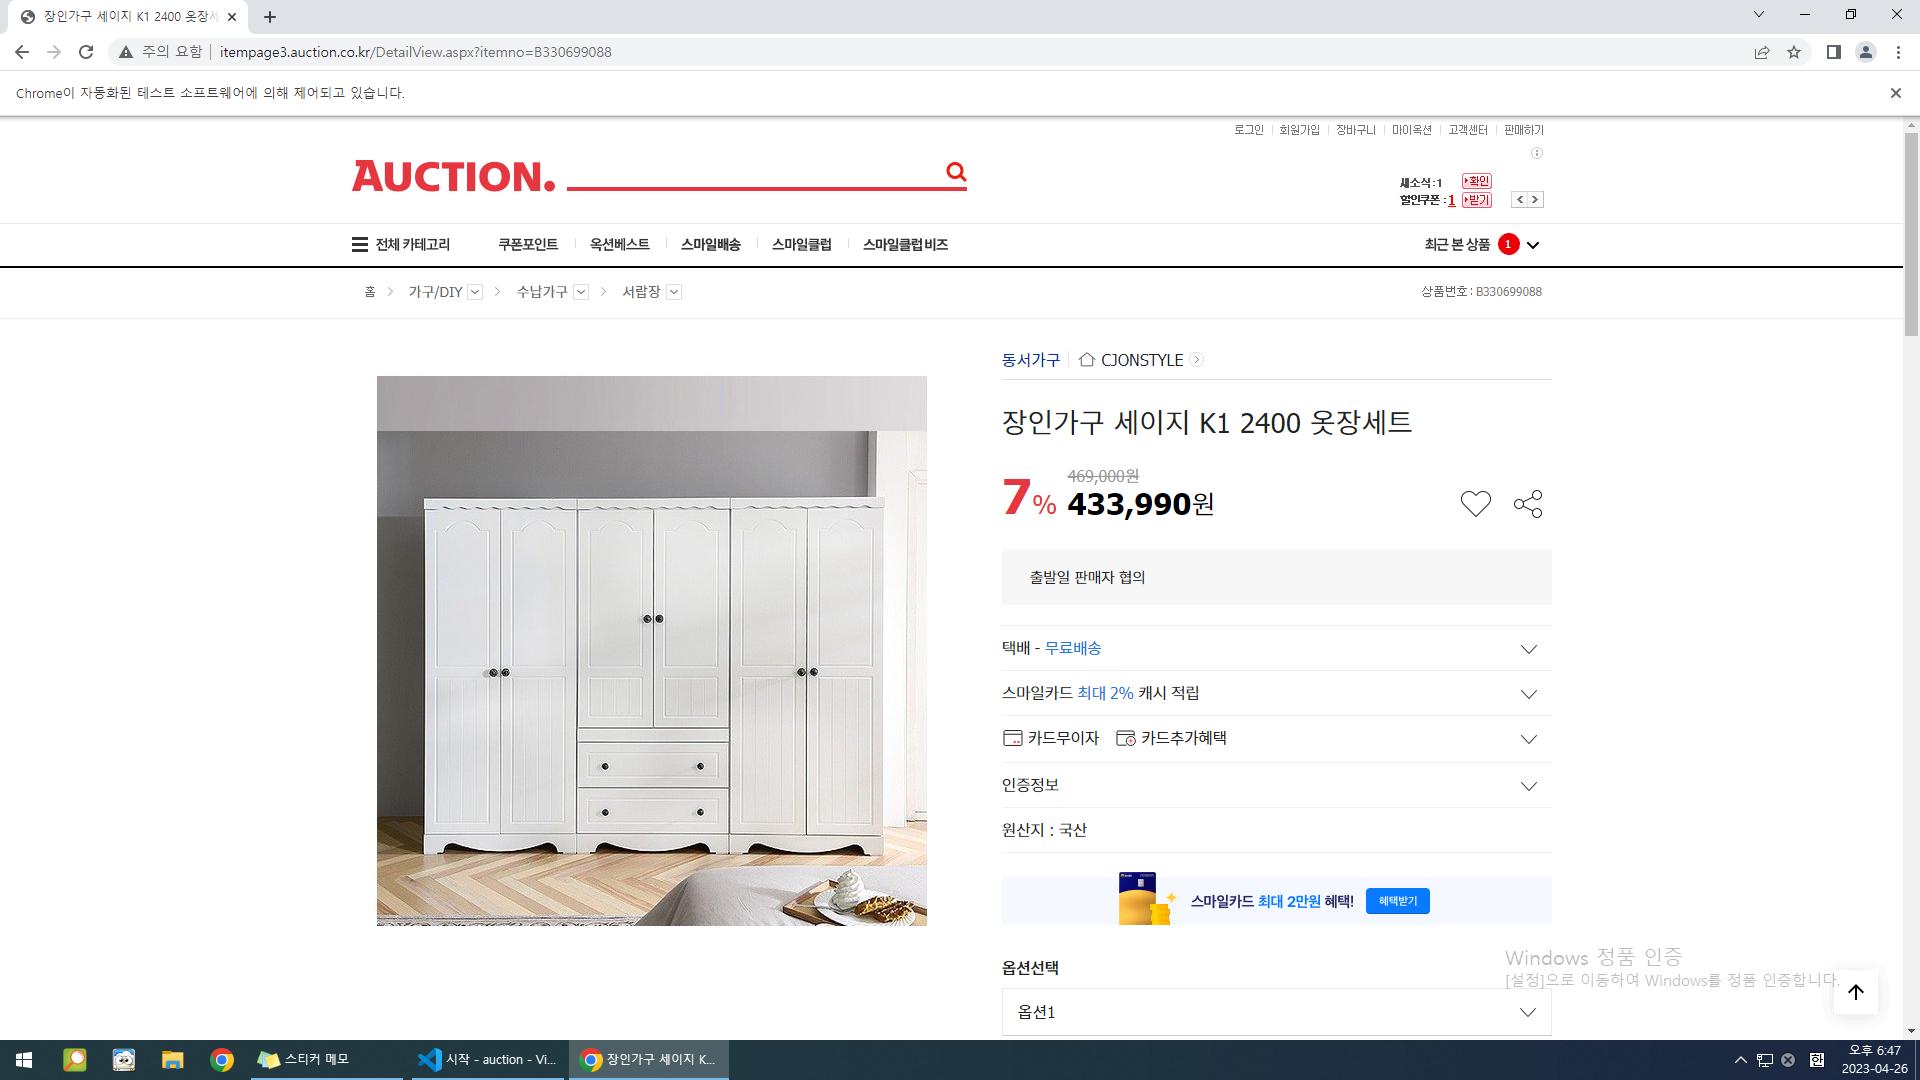 장인가구 세이지 K1 2400 옷장세
주의 요함 itempage3.auction.co.kr/DetailView.aspx?itemno=B330699088
Chrome이 자동화된 테스트 소프트웨어에 의해 제어되고 있습니다.
로그인 회원가입 장바구니 마이옥션 고객센터 판매하기
AUCTION.
새소식:1 확인
할인쿠폰:1 받기
전체 카테고리 쿠폰포인트 옥션베스트 스마일배송 스마일클럽 스마일클럽 비즈 최근 본 상품 1
홈 가구/DIY 수납가구 서랍장 상품번호 : B330699088
동서가구 CJONSTYLE
장인가구 세이지 K1 2400 옷장세트
469,000원
7% 433,990원
출발일 판매자 협의
택배 - 무료배송
스마일카드 최대 2% 캐시 적립
카드무이자 카드추가혜택
인증정보
원산지 : 국산
스마일카드 최대 2만원 혜택! 혜택받기
옵션선택
옵션1
Windows 정품 인증
[설정]으로 이동하여 Windows를 정품 인증합니다.
스티커 메모 시작 - auction - Vi... 장인가구 세이지 K... 한 오후 6:47
2023-04-26